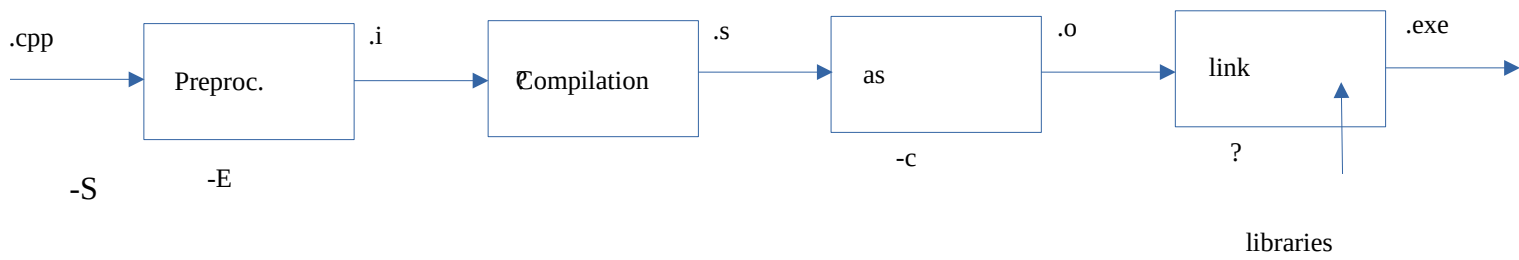 .cpp
.i
.s
.o
.exe
Preproc.
?
Compilation
as
link
-S
-E
-c
?
libraries